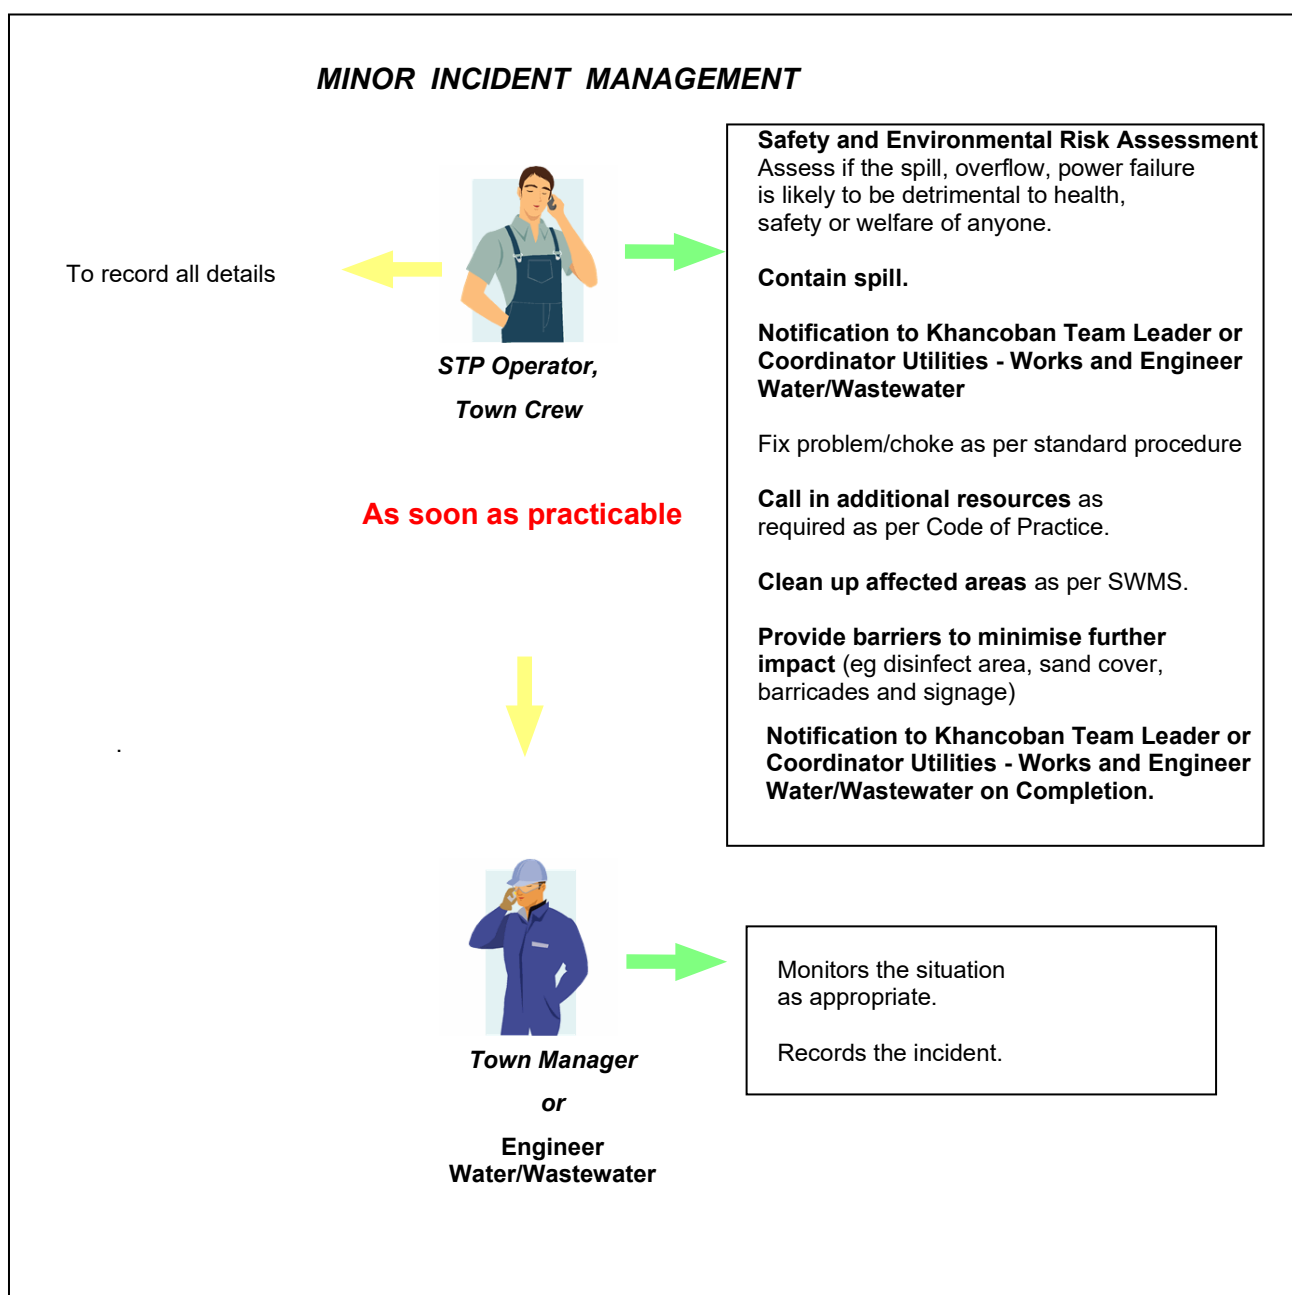 MINOR INCIDENT MANAGEMENT
To record all details
STP Operator,
Town Crew
As soon as practicable
Safety and Environmental Risk Assessment
Assess if the spill, overflow, power failure
is likely to be detrimental to health,
safety or welfare of anyone.
Contain spill.
Notification to Khancoban Team Leader or
Coordinator Utilities - Works and Engineer
Water/Wastewater
Fix problem/choke as per standard procedure
Call in additional resources as
required as per Code of Practice.
Clean up affected areas as per SWMS.
Provide barriers to minimise further
impact (eg disinfect area, sand cover,
barricades and signage)
Notification to Khancoban Team Leader or
Coordinator Utilities - Works and Engineer
Water/Wastewater on Completion.
.
Town Manager
or
Engineer
Water/Wastewater
Monitors the situation
as appropriate.
Records the incident.